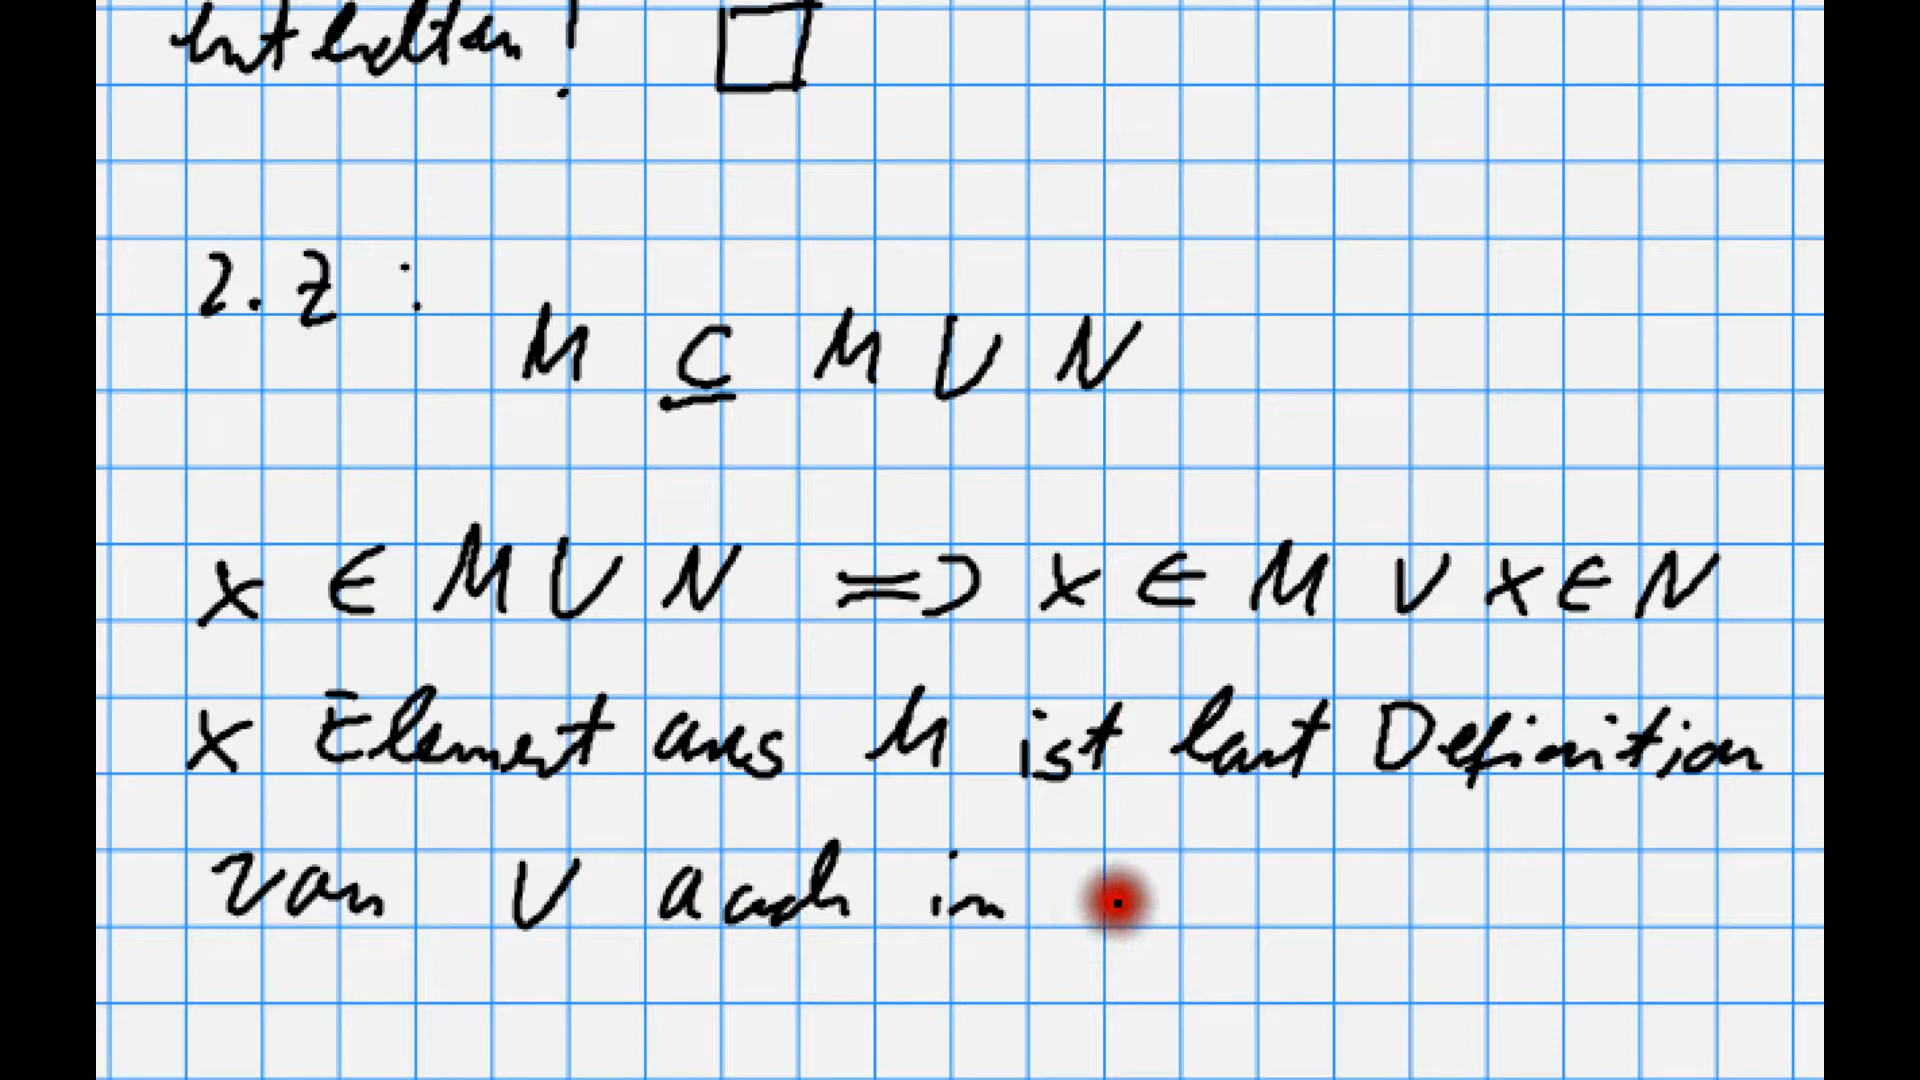 enthalten! □
z.Z: M ⊆ M ∪ N
x ∈ M ∪ N => x ∈ M ∨ x ∈ N
x Element aus M ist laut Definition
von ∪ auch in